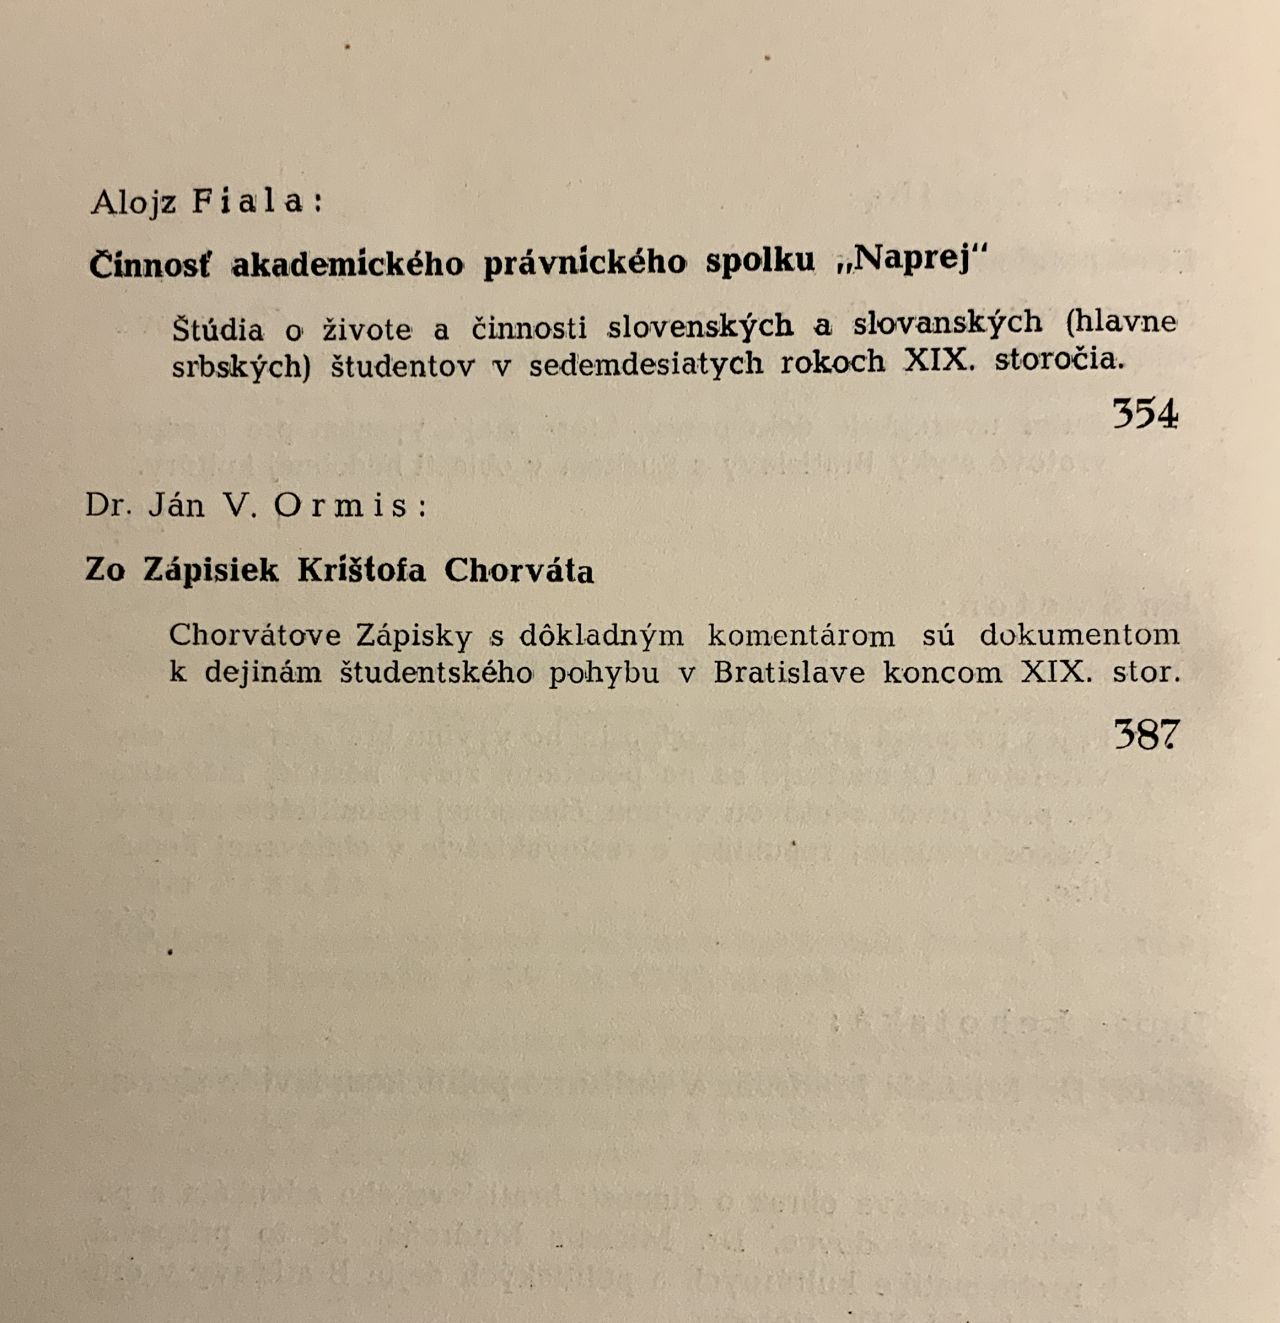 Alojz Fiala:
Činnosť akademického právnického spolku „Naprej“
Štúdia o živote a činnosti slovenských a slovanských (hlavne
srbských) študentov v sedemdesiatych rokoch XIX. storočia.
354
Dr. Ján V. Ormis:
Zo Zápisiek Krištofa Chorváta
Chorvátove Zápisky s dôkladným komentárom sú dokumentom
k dejinám študentského pohybu v Bratislave koncom XIX. stor.
387